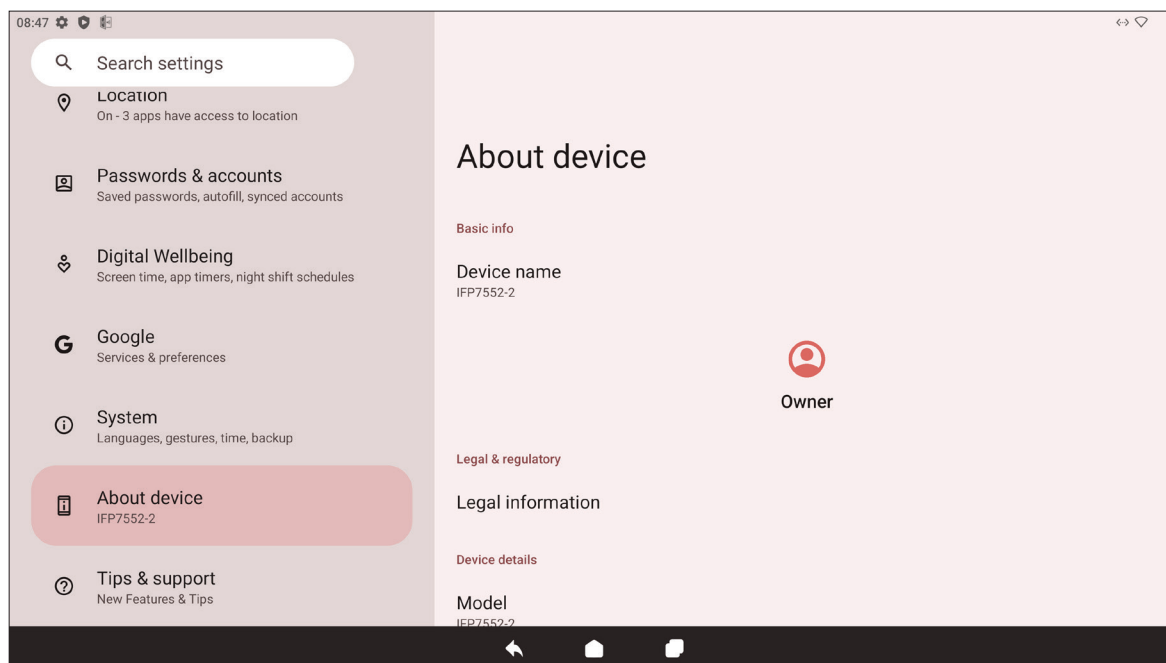 08:47
Search settings
Location
On - 3 apps have access to location
Passwords & accounts
Saved passwords, autofill, synced accounts
Digital Wellbeing
Screen time, app timers, night shift schedules
Google
Services & preferences
System
Languages, gestures, time, backup
About device
IFP7552-2
Tips & support
New Features & Tips
About device
Basic info
Device name
IFP7552-2
Owner
Legal & regulatory
Legal information
Device details
Model
IFP7552-2